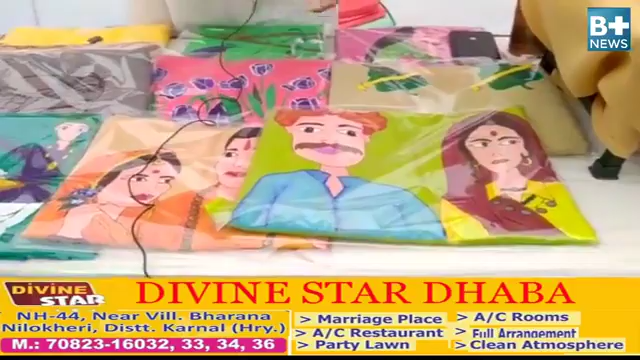 B+
NEWS
DIVINE
STAR
DIVINE STAR DHABA
NH-44, Near Vill. Bharana
Nilokheri, Distt. Karnal (Hry.)
M.: 70823-16032, 33, 34, 36
> Marriage Place
> A/C Restaurant
> Party Lawn
> A/C Rooms
> Full Arrangement
> Clean Atmosphere